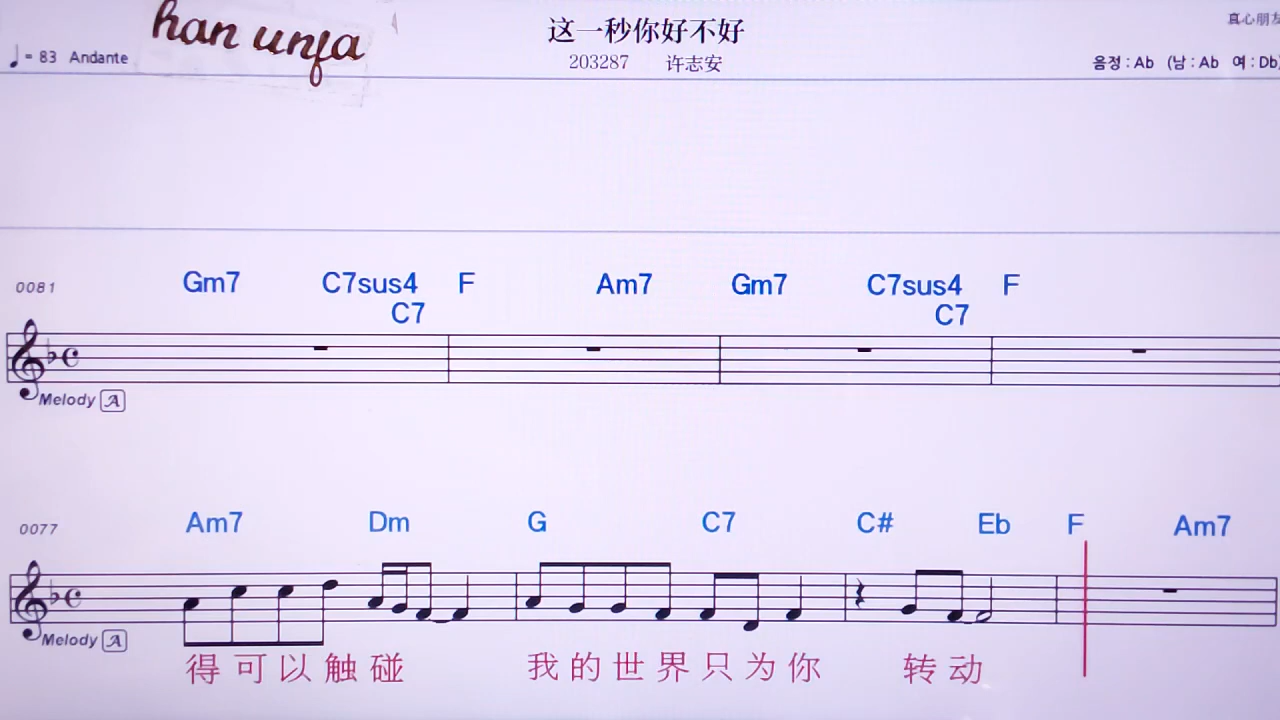 han unfa
这一秒你好不好
真心朋友
♩= 83 Andante
203287 许志安
음정 : Ab (남 : Ab 여 : Db)
0081 Gm7 C7sus4 F Am7 Gm7 C7sus4 F
C7 C7
Melody A
0077 Am7 Dm G C7 C# Eb F Am7
Melody A
得可以触碰 我的世界只为你 转动